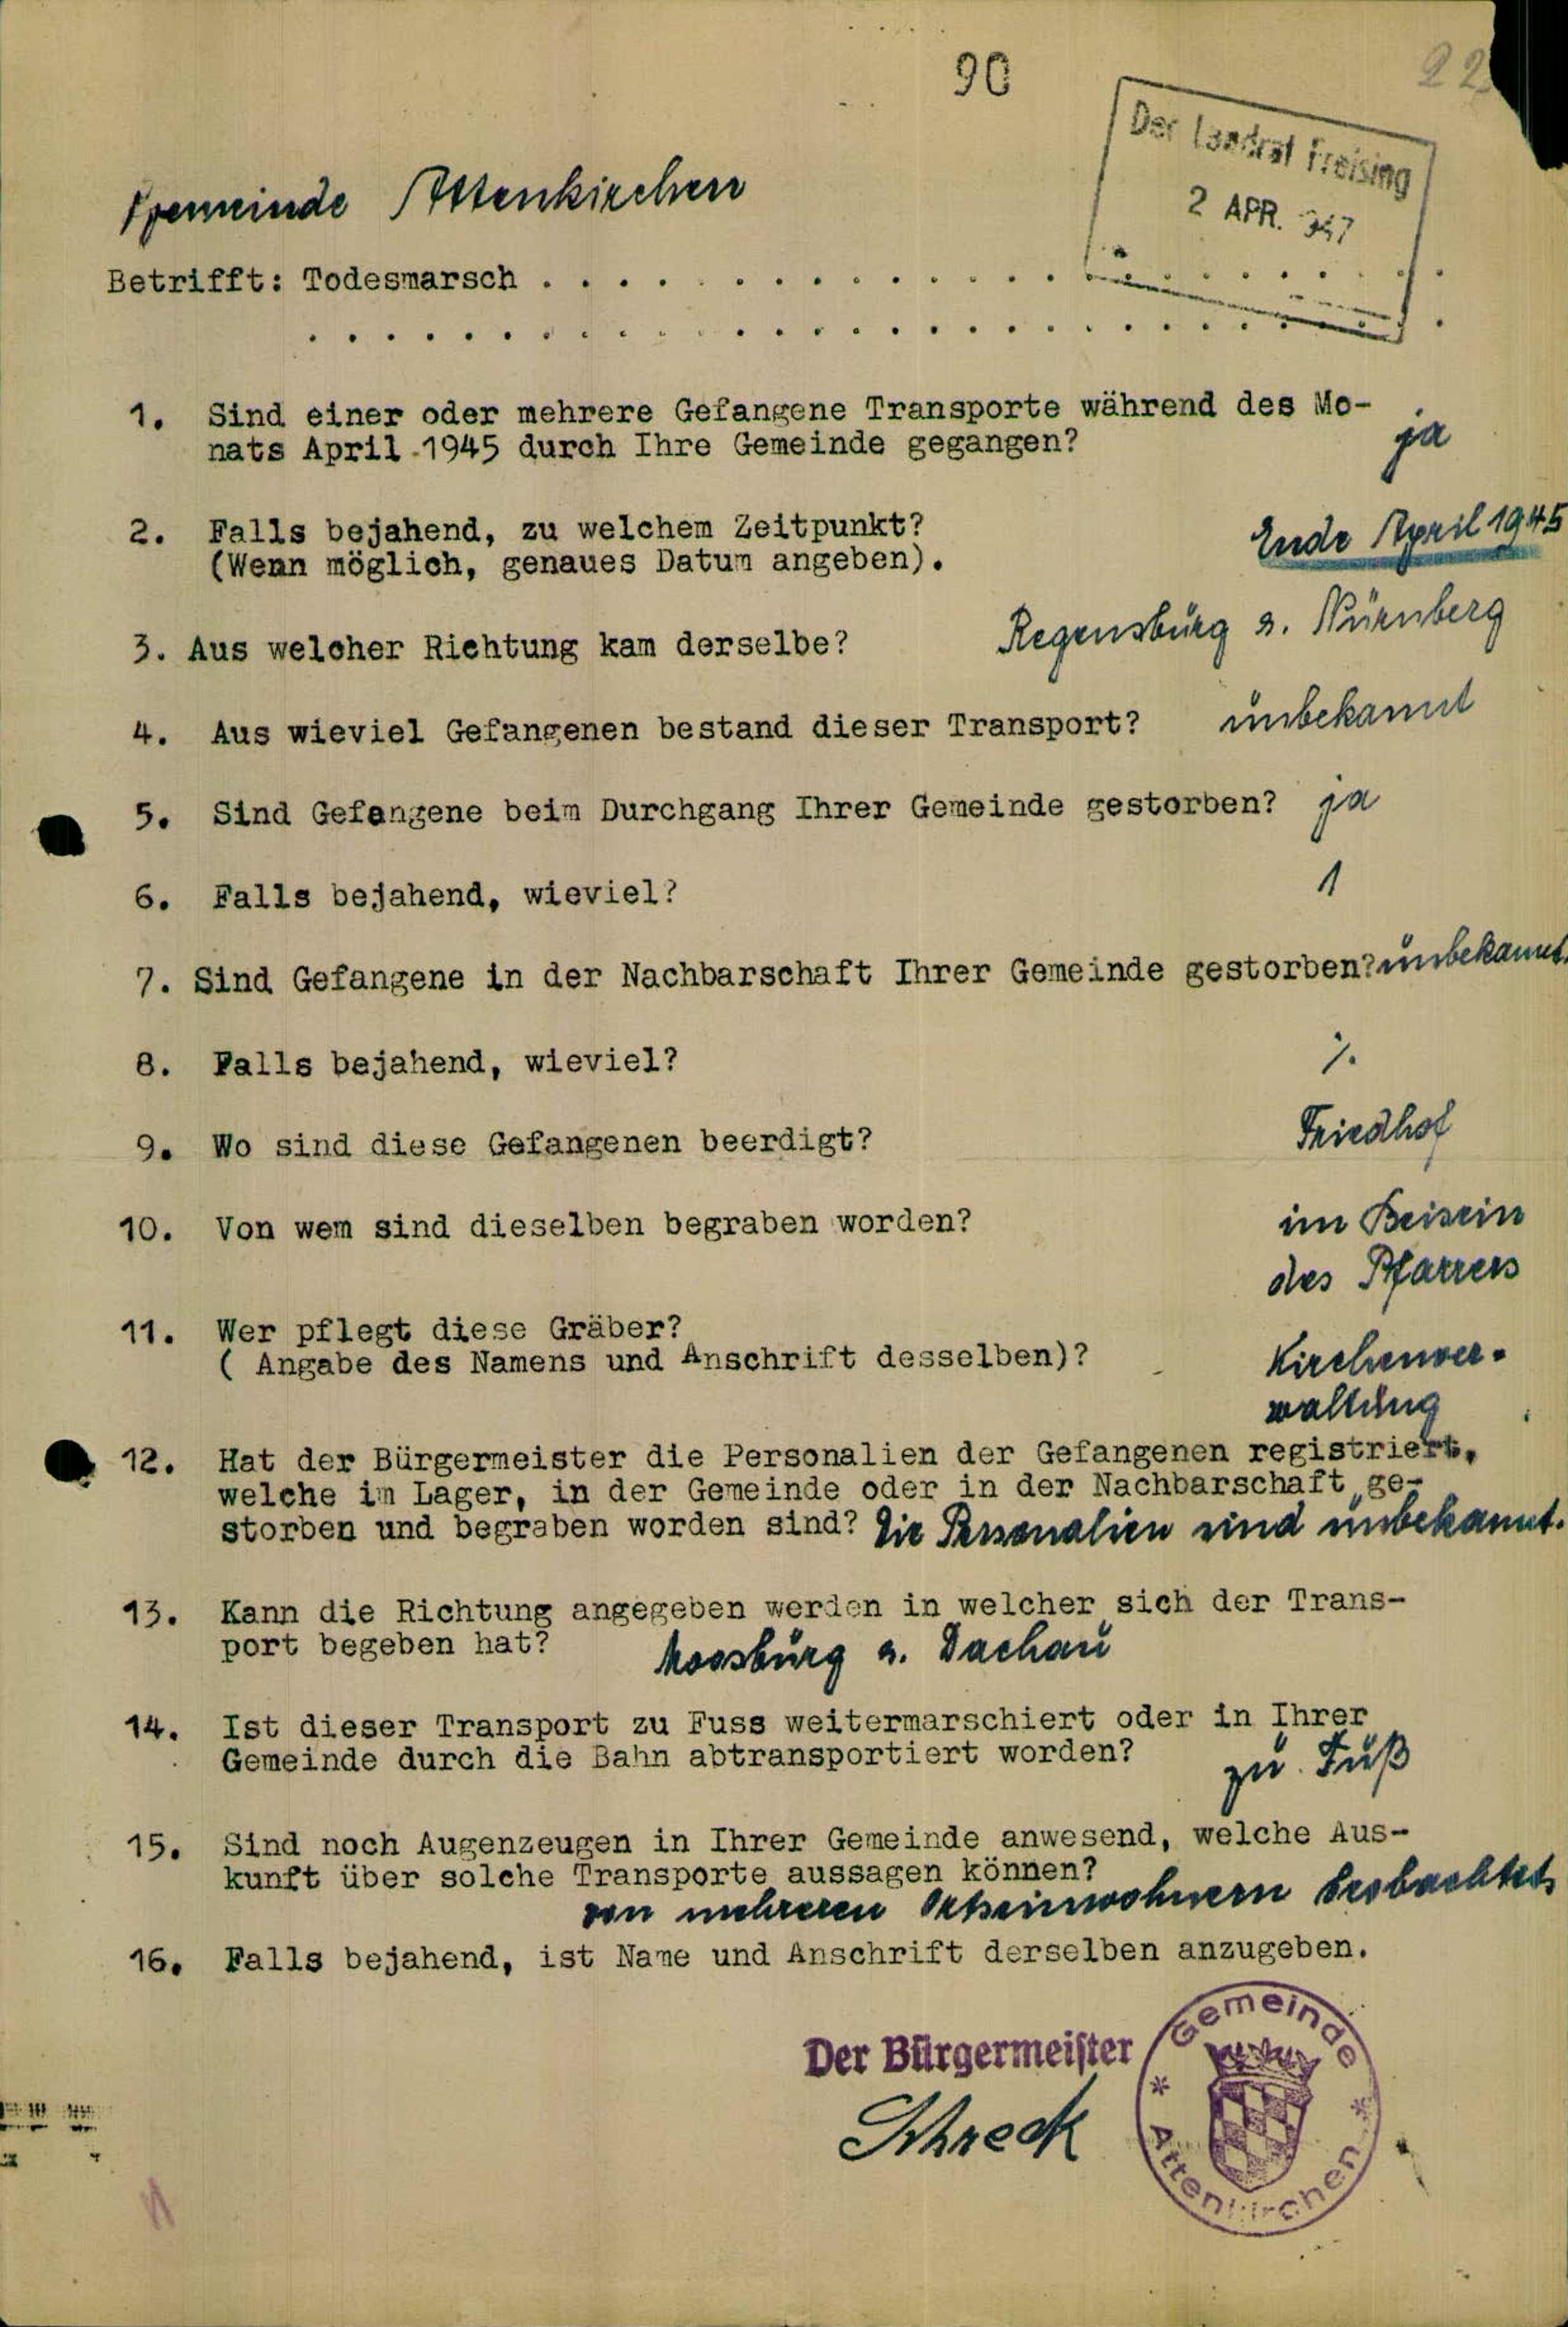 90
22
Der Landrat Freising
2 APR. 947
Gemeinde Attenkirchen
Betrifft: Todesmarsch . . . . . . . . . . . . . . . . . . . . . . . .
. . . . . . . . . . . . . . . . . . . . . . . . . . . . . .
1. Sind einer oder mehrere Gefangene Transporte während des Mo-
nats April 1945 durch Ihre Gemeinde gegangen? ja
2. Falls bejahend, zu welchem Zeitpunkt? Ende April 1945
(Wenn möglich, genaues Datum angeben).
3. Aus welcher Richtung kam derselbe? Regensburg s. Nürnberg
4. Aus wieviel Gefangenen bestand dieser Transport? unbekannt
5. Sind Gefangene beim Durchgang Ihrer Gemeinde gestorben? ja
6. Falls bejahend, wieviel? 1
7. Sind Gefangene in der Nachbarschaft Ihrer Gemeinde gestorben? unbekannt.
8. Falls bejahend, wieviel? ⁒
9. Wo sind diese Gefangenen beerdigt? Friedhof
10. Von wem sind dieselben begraben worden? im Beisein
des Pfarrers
11. Wer pflegt diese Gräber?
( Angabe des Namens und Anschrift desselben)? Kirchenver-
waltung
12. Hat der Bürgermeister die Personalien der Gefangenen registriert,
welche im Lager, in der Gemeinde oder in der Nachbarschaft ge-
storben und begraben worden sind? Die Personalien sind unbekannt.
13. Kann die Richtung angegeben werden in welcher sich der Trans-
port begeben hat? Moosburg s. Dachau
14. Ist dieser Transport zu Fuss weitermarschiert oder in Ihrer
Gemeinde durch die Bahn abtransportiert worden? zu Fuß
15. Sind noch Augenzeugen in Ihrer Gemeinde anwesend, welche Aus-
kunft über solche Transporte aussagen können?
von mehreren Ortseinwohnern beobachtet.
16. Falls bejahend, ist Name und Anschrift derselben anzugeben.
Der Bürgermeiſter
Schreck
Gemeinde
* Attenkirchen *